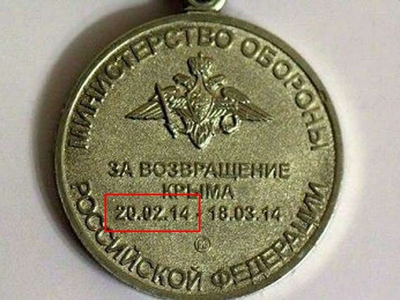 МИНИСТЕРСТВО ОБОРОНЫ
ЗА ВОЗВРАЩЕНИЕ
КРЫМА
20.02.14 - 18.03.14
РОССИЙСКОЙ ФЕДЕРАЦИИ